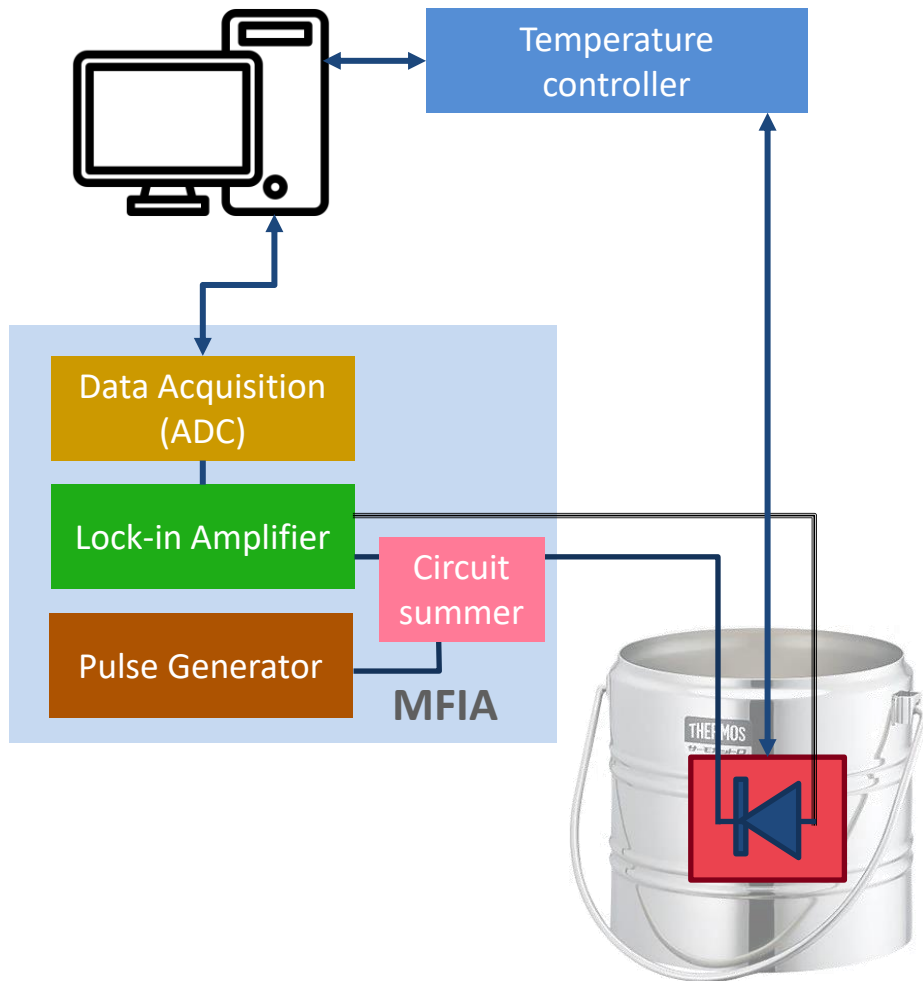 Temperature
controller
Data Acquisition
(ADC)
Lock-in Amplifier
Circuit
summer
Pulse Generator
MFIA
THERMOS